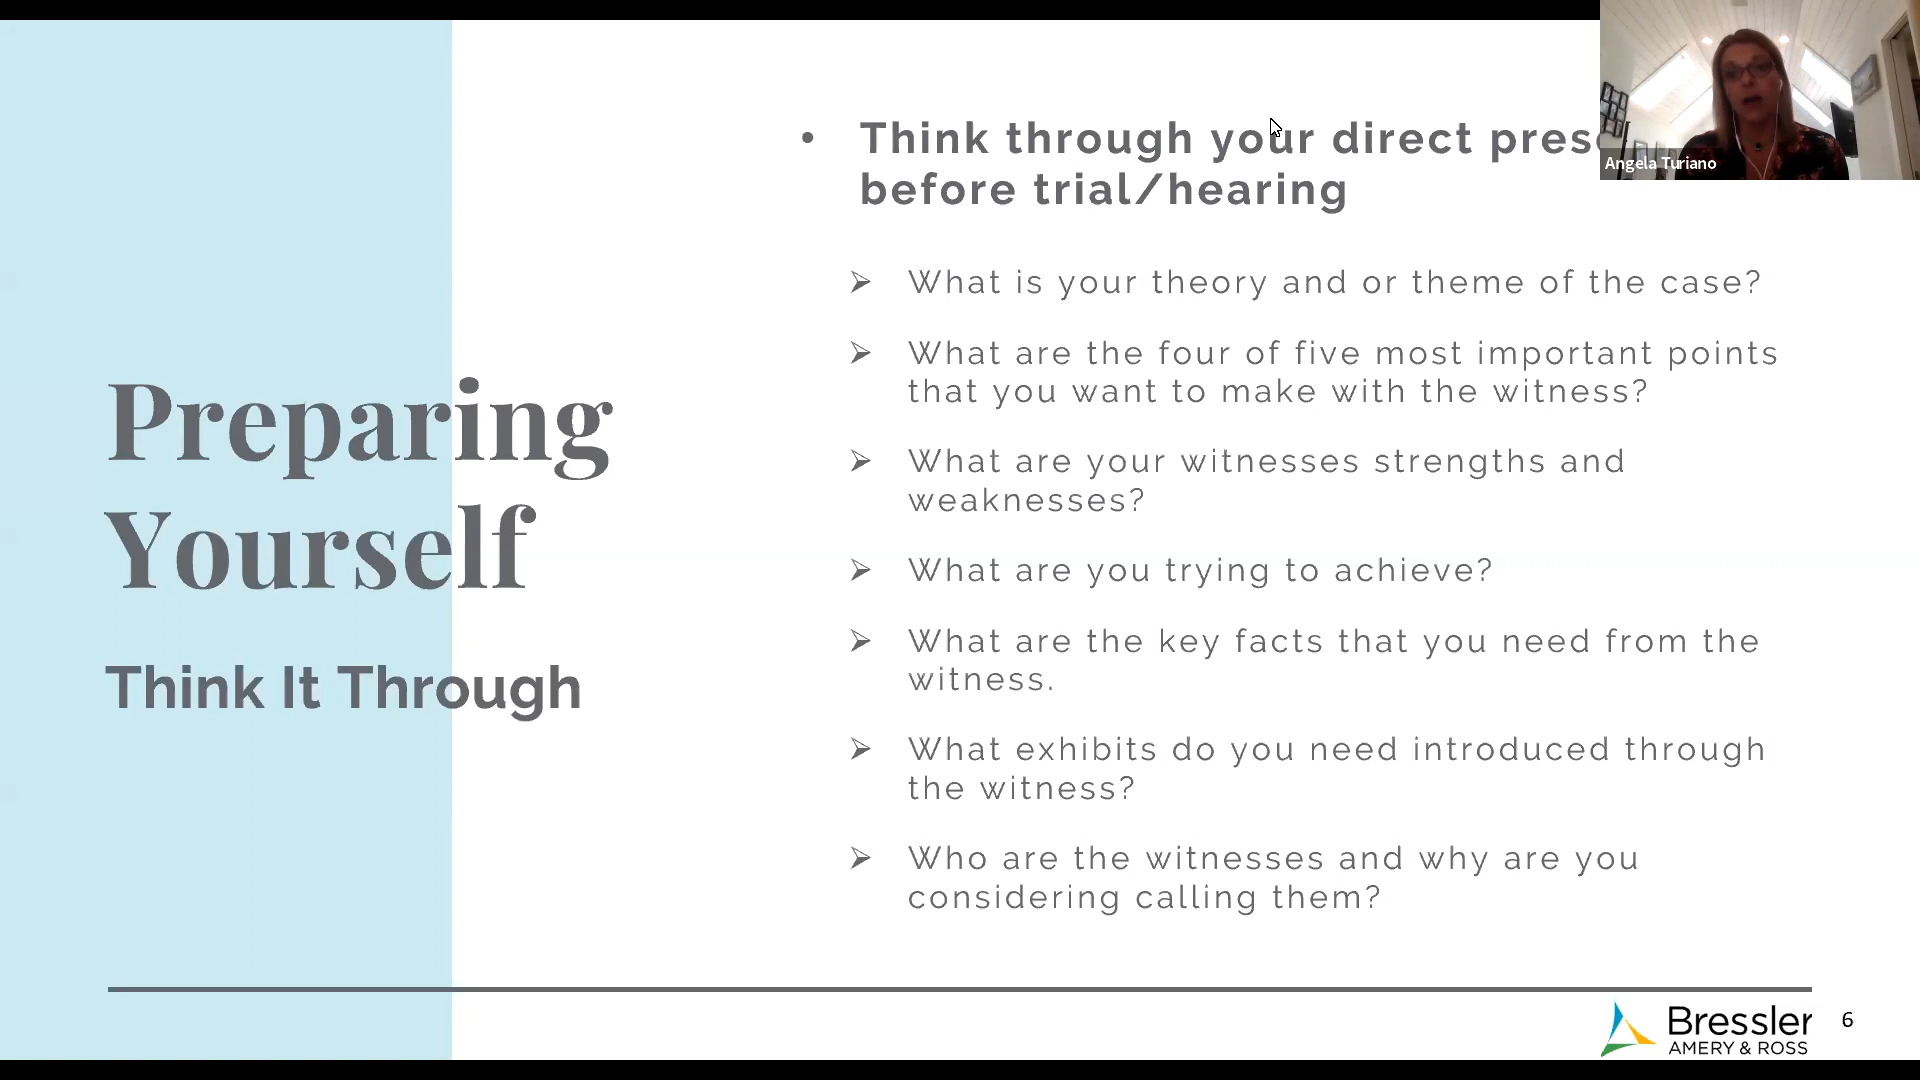 Preparing
Yourself
Think It Through
• Think through your direct
before trial/hearing
➢ What is your theory and or theme of the case?
➢ What are the four of five most important points
that you want to make with the witness?
➢ What are your witnesses strengths and
weaknesses?
➢ What are you trying to achieve?
➢ What are the key facts that you need from the
witness.
➢ What exhibits do you need introduced through
the witness?
➢ Who are the witnesses and why are you
considering calling them?
Angela Turiano
Bressler
AMERY & ROSS
6